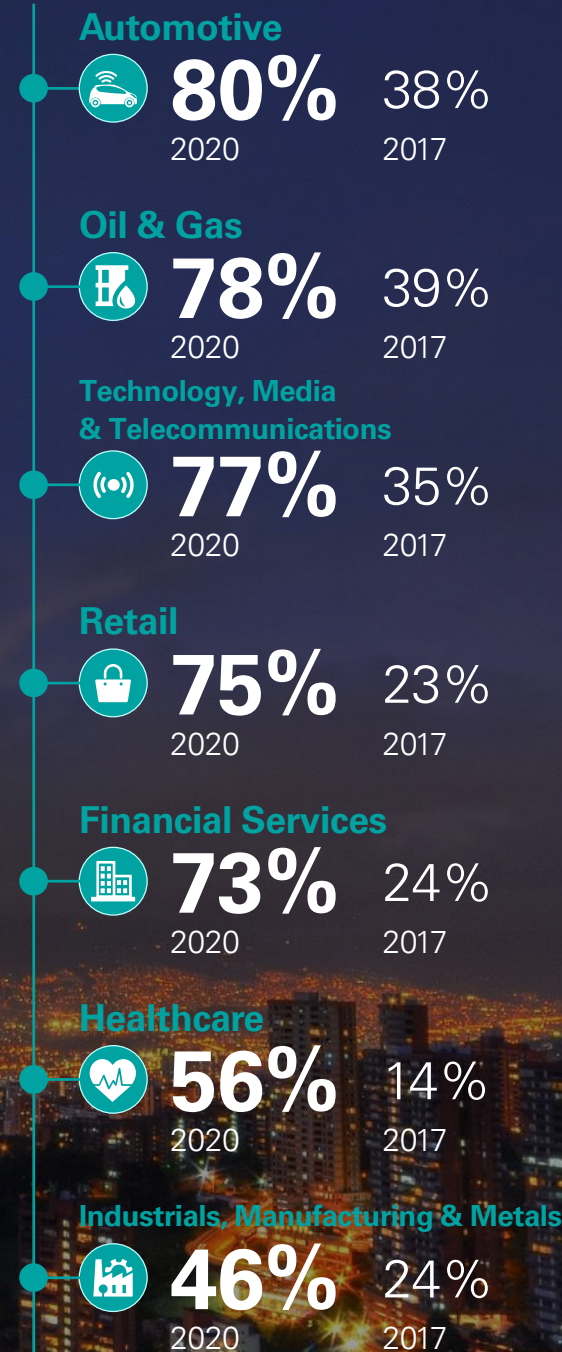 Automotive
80% 38%
2020 2017
Oil & Gas
78% 39%
2020 2017
Technology, Media
& Telecommunications
77% 35%
2020 2017
Retail
75% 23%
2020 2017
Financial Services
73% 24%
2020 2017
Healthcare
56% 14%
2020 2017
Industrials, Manufacturing & Metals
46% 24%
2020 2017